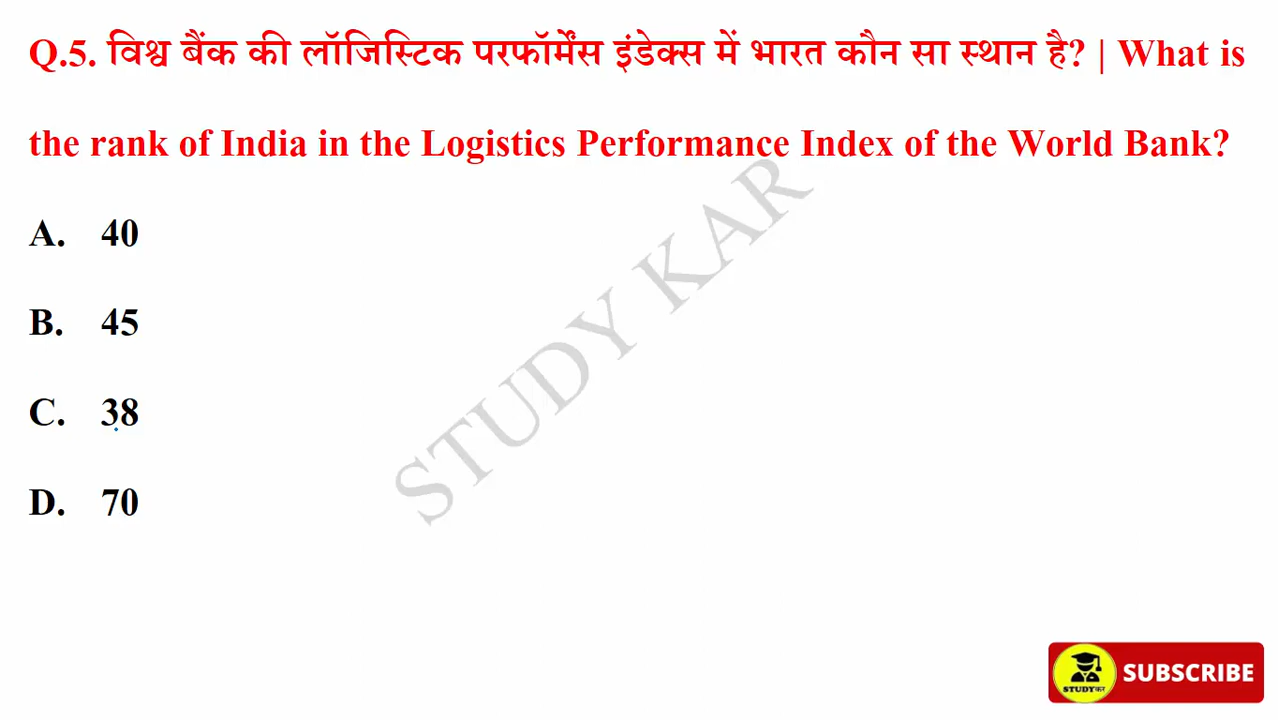 Q.5. विश्व बैंक की लॉजिस्टिक परफॉर्मेंस इंडेक्स में भारत कौन सा स्थान है? | What is
the rank of India in the Logistics Performance Index of the World Bank?
A. 40
B. 45
C. 38
D. 70
STUDY KAR
STUDYकर
SUBSCRIBE